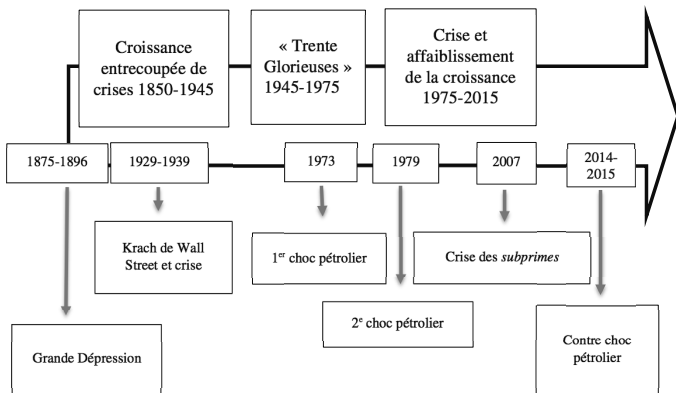 Croissance
entrecoupée de
crises 1850-1945
« Trente
Glorieuses »
1945-1975
Crise et
affaiblissement
de la croissance
1975-2015
1875-1896
1929-1939
1973
1979
2007
2014-
2015
Krach de Wall
Street et crise
1er choc pétrolier
Crise des subprimes
2e choc pétrolier
Grande Dépression
Contre choc
pétrolier